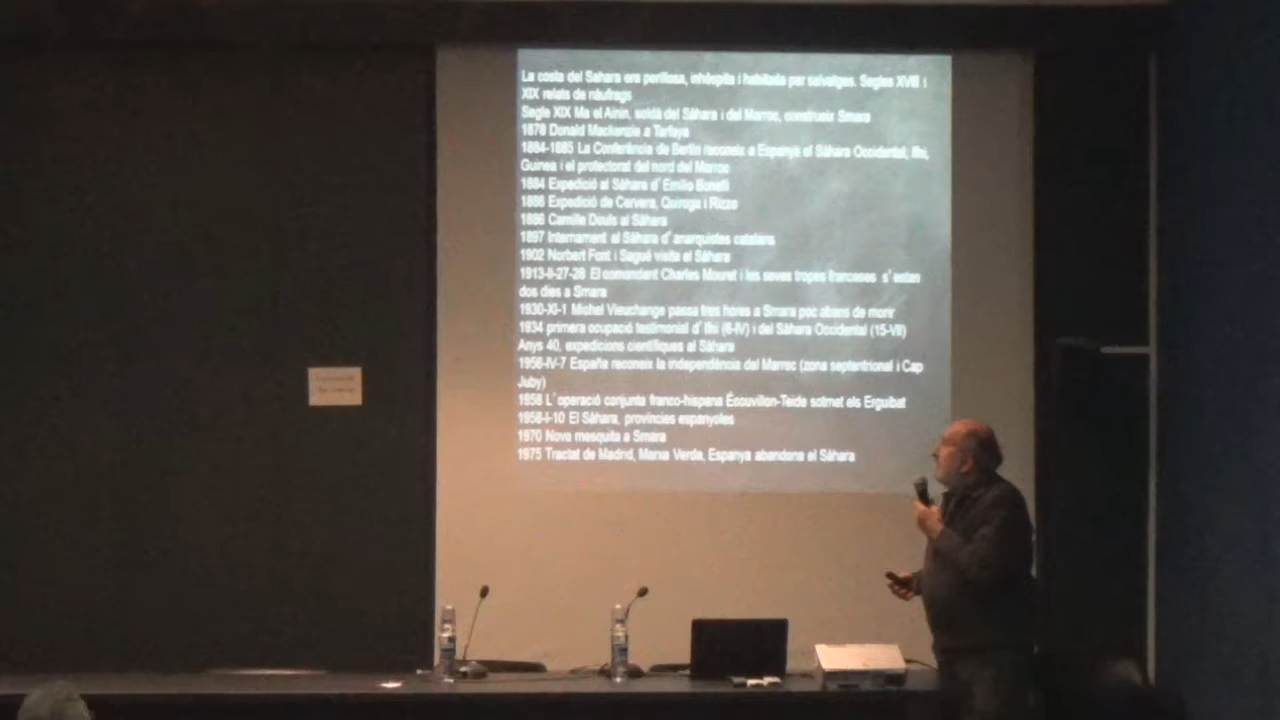 La costa del Sahara era perillosa, inhòspita i habitada per salvatges. Segles XVIII i
XIX relats de nàufrags
Segle XIX Ma el Ainin, soldà del Sàhara i del Marroc, construeix Smara
1878 Donald Mackenzie a Tarfaya
1884-1885 La Conferència de Berlin reconeix a Espanya el Sàhara Occidental, Ifni,
Guinea i el protectorat del nord del Marroc
1884 Expedició al Sàhara d´Emilio Bonelli
1886 Expedició de Cervera, Quiroga i Rizzo
1886 Camille Douls al Sàhara
1897 Internament al Sàhara d´anarquistes catalans
1902 Norbert Font i Sagué visita el Sàhara
1913-II-27-28 El comandant Charles Mouret i les seves tropes franceses s´estan
dos dies a Smara
1930-XI-1 Michel Vieuchange passa tres hores a Smara poc abans de morir
1934 primera ocupació testimonial d´Ifni (6-IV) i del Sàhara Occidental (15-VII)
Anys 40, expedicions científiques al Sàhara
1956-IV-7 España reconeix la independència del Marroc (zona septentrional i Cap
Juby)
1958 L´operació conjunta franco-hispana Écouvillon-Teide sotmet els Erguibat
1958-I-10 El Sàhara, províncies espanyoles
1970 Nova mesquita a Smara
1975 Tractat de Madrid, Marxa Verda, Espanya abandona el Sàhara